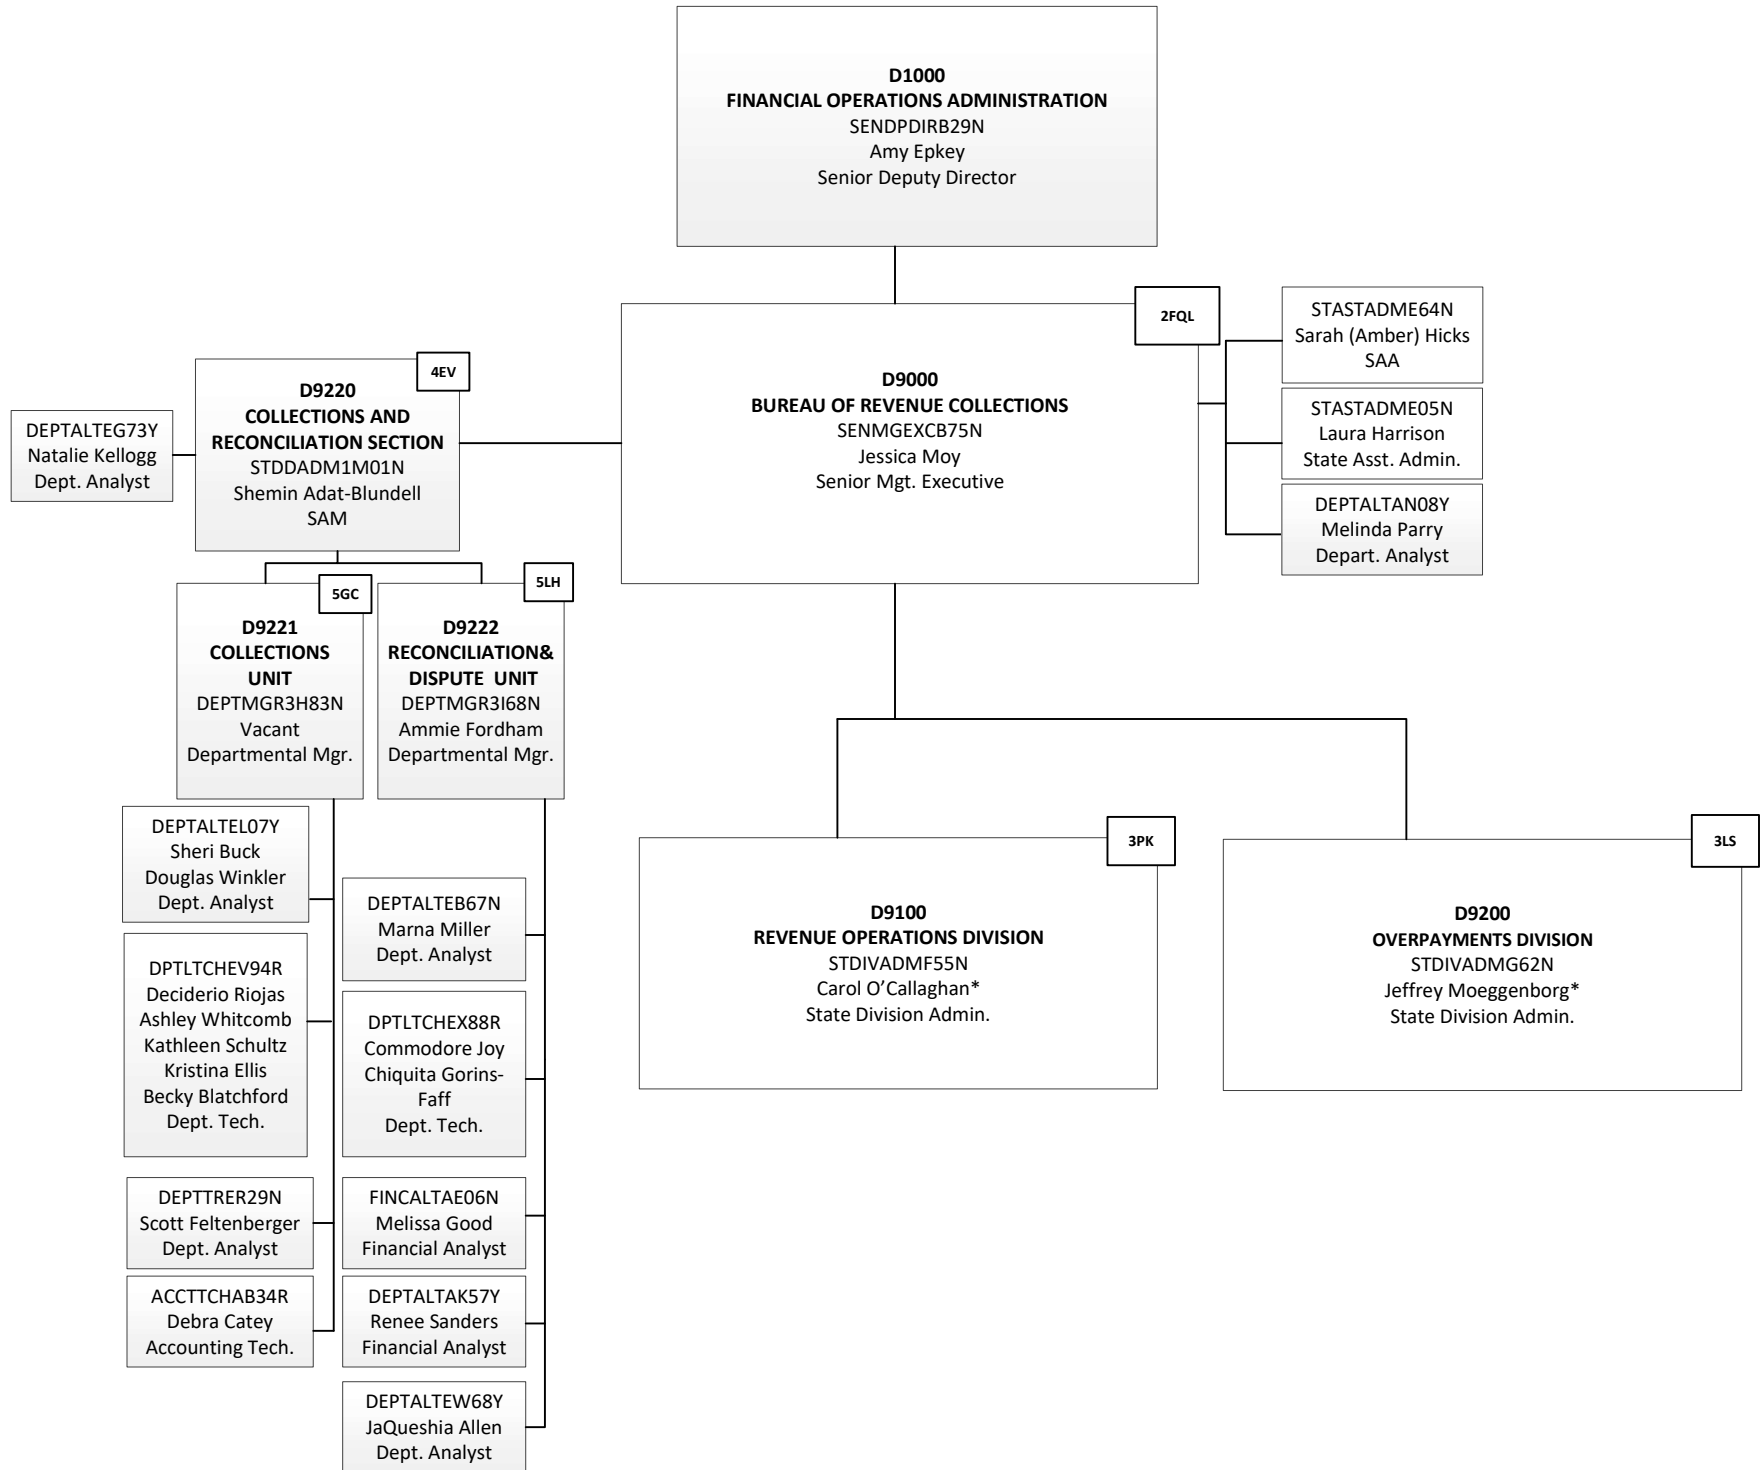 D1000
FINANCIAL OPERATIONS ADMINISTRATION
SENDPDIRB29N
Amy Epkey
Senior Deputy Director
2FQL
D9000
BUREAU OF REVENUE COLLECTIONS
SENMGEXCB75N
Jessica Moy
Senior Mgt. Executive
STASTADME64N
Sarah (Amber) Hicks
SAA
STASTADME05N
Laura Harrison
State Asst. Admin.
DEPTALTAN08Y
Melinda Parry
Depart. Analyst
4EV
D9220
COLLECTIONS AND
RECONCILIATION SECTION
STDDADM1M01N
Shemin Adat-Blundell
SAM
DEPTALTEG73Y
Natalie Kellogg
Dept. Analyst
5GC
D9221
COLLECTIONS
UNIT
DEPTMGR3H83N
Vacant
Departmental Mgr.
5LH
D9222
RECONCILIATION&
DISPUTE  UNIT
DEPTMGR3I68N
Ammie Fordham
Departmental Mgr.
DEPTALTEL07Y
Sheri Buck
Douglas Winkler
Dept. Analyst
DPTLTCHEV94R
Deciderio Riojas
Ashley Whitcomb
Kathleen Schultz
Kristina Ellis
Becky Blatchford
Dept. Tech.
DEPTTRER29N
Scott Feltenberger
Dept. Analyst
ACCTTCHAB34R
Debra Catey
Accounting Tech.
DEPTALTEB67N
Marna Miller
Dept. Analyst
DPTLTCHEX88R
Commodore Joy
Chiquita Gorins-
Faff
Dept. Tech.
FINCALTAE06N
Melissa Good
Financial Analyst
DEPTALTAK57Y
Renee Sanders
Financial Analyst
DEPTALTEW68Y
JaQueshia Allen
Dept. Analyst
3PK
D9100
REVENUE OPERATIONS DIVISION
STDIVADMF55N
Carol O’Callaghan*
State Division Admin.
3LS
D9200
OVERPAYMENTS DIVISION
STDIVADMG62N
Jeffrey Moeggenborg*
State Division Admin.